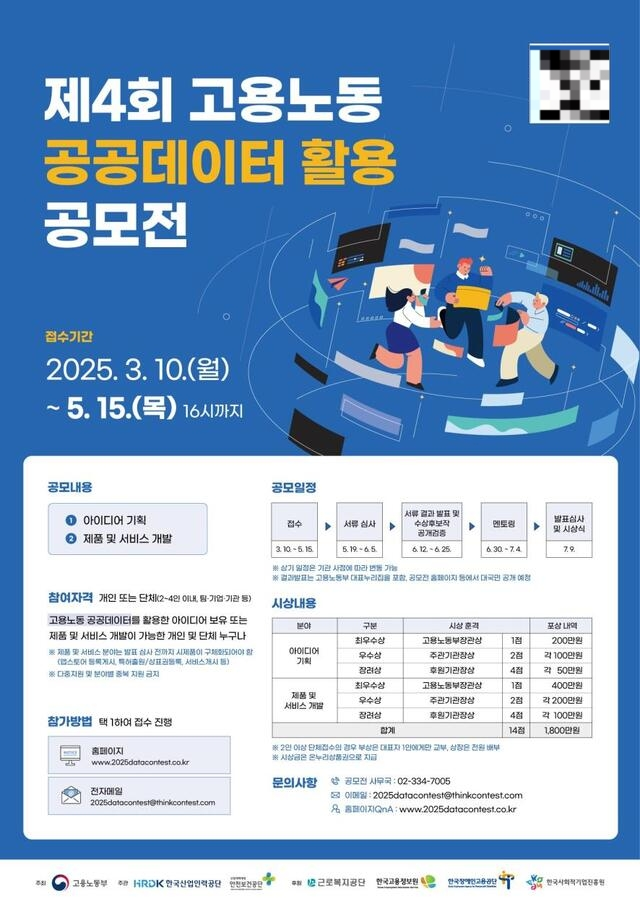 제4회 고용노동
공공데이터 활용
공모전
접수기간
2025. 3. 10.(월)
~ 5. 15.(목) 16시까지
공모내용
1 아이디어 기획
2 제품 및 서비스 개발
참여자격 개인 또는 단체(2~4인 이내, 팀·기업·기관 등)
고용노동 공공데이터를 활용한 아이디어 보유 또는
제품 및 서비스 개발이 가능한 개인 및 단체 누구나
※ 제품 및 서비스 분야는 발표 심사 전까지 시제품이 구체화되어야 함
(앱스토어 등록게시, 특허출원/상표권등록, 서비스개시 등)
※ 다중지원 및 분야별 중복 지원 금지
참가방법 택 1하여 접수 진행
홈페이지
www.2025datacontest.co.kr
전자메일
2025datacontest@thinkcontest.com
공모일정
접수
3. 10. ~ 5. 15.
서류 심사
5. 19. ~ 6. 5.
서류 결과 발표 및
수상후보작
공개검증
6. 12. ~ 6. 25.
멘토링
6. 30. ~ 7. 4.
발표심사
및 시상식
7. 9.
※ 상기 일정은 기관 사정에 따라 변동 가능
※ 결과발표는 고용노동부 대표누리집을 포함, 공모전 홈페이지 등에서 대국민 공개 예정
시상내용
분야 구분 시상 훈격 포상 내역
아이디어
기획
최우수상 고용노동부장관상 1점 200만원
우수상 주관기관장상 2점 각 100만원
장려상 후원기관장상 4점 각 50만원
제품 및
서비스 개발
최우수상 고용노동부장관상 1점 400만원
우수상 주관기관장상 2점 각 200만원
장려상 후원기관장상 4점 각 100만원
합계 14점 1,800만원
※ 2인 이상 단체접수의 경우 부상은 대표자 1인에게만 교부, 상장은 전원 배부
※ 시상금은 온누리상품권으로 지급
문의사항
공모전 사무국 : 02-334-7005
이메일 : 2025datacontest@thinkcontest.com
홈페이지QnA : www.2025datacontest.co.kr
주최 고용노동부 주관 HRDK 한국산업인력공단 안전보건공단 후원 근로복지공단 한국고용정보원 한국장애인고용공단 한국사회적기업진흥원